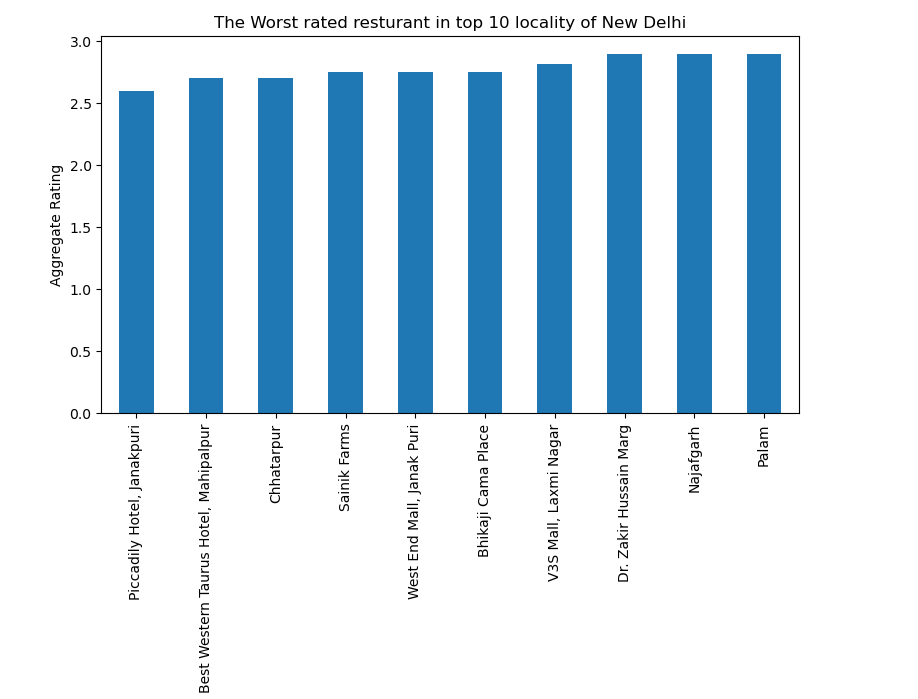 The Worst rated resturant in top 10 locality of New Delhi
Aggregate Rating
3.0
2.5
2.0
1.5
1.0
0.5
0.0
Piccadily Hotel, Janakpuri
Best Western Taurus Hotel, Mahipalpur
Chhatarpur
Sainik Farms
West End Mall, Janak Puri
Bhikaji Cama Place
V3S Mall, Laxmi Nagar
Dr. Zakir Hussain Marg
Najafgarh
Palam